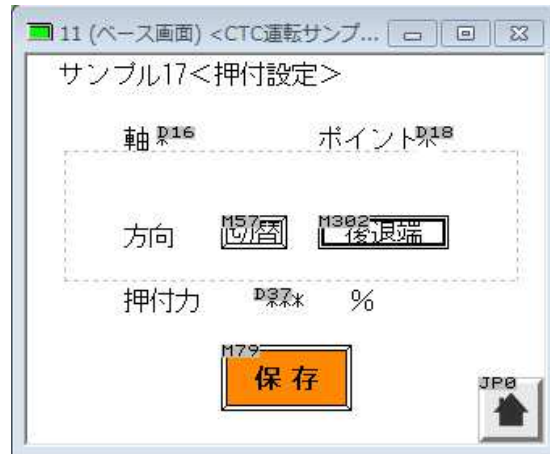 11 (ベース画面) <CTC運転サンプ...
サンプル17<押付設定>
軸 D16 ポイント D18
方向 M57 切替 M302 後退端
押付力 D37 %
M79
保存
JP0